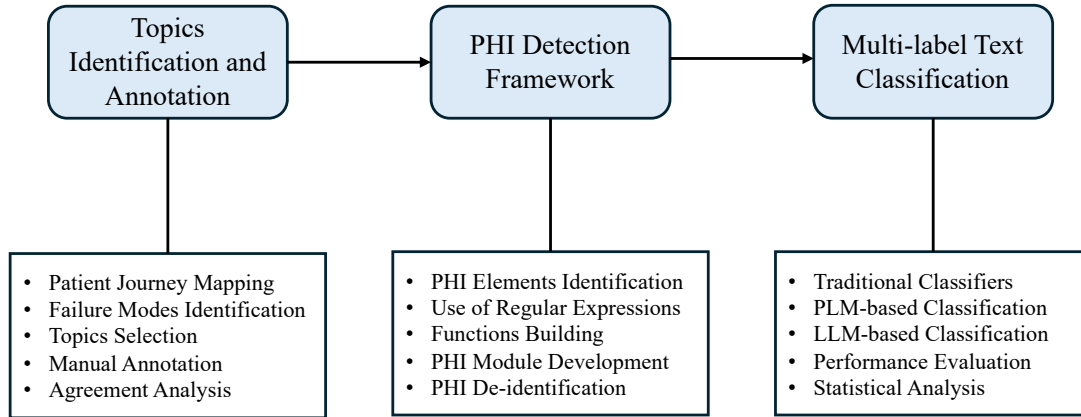 Topics
Identification and
Annotation
PHI Detection
Framework
Multi-label Text
Classification
• Patient Journey Mapping
• Failure Modes Identification
• Topics Selection
• Manual Annotation
• Agreement Analysis
• PHI Elements Identification
• Use of Regular Expressions
• Functions Building
• PHI Module Development
• PHI De-identification
• Traditional Classifiers
• PLM-based Classification
• LLM-based Classification
• Performance Evaluation
• Statistical Analysis